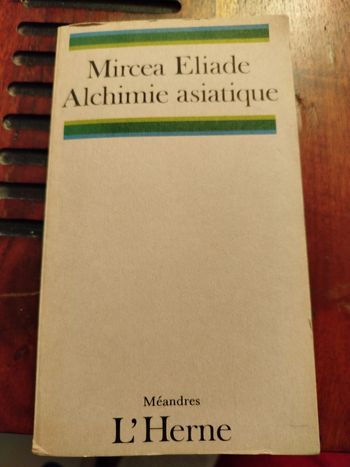 Mircea Eliade
Alchimie asiatique
Méandres
L'Herne